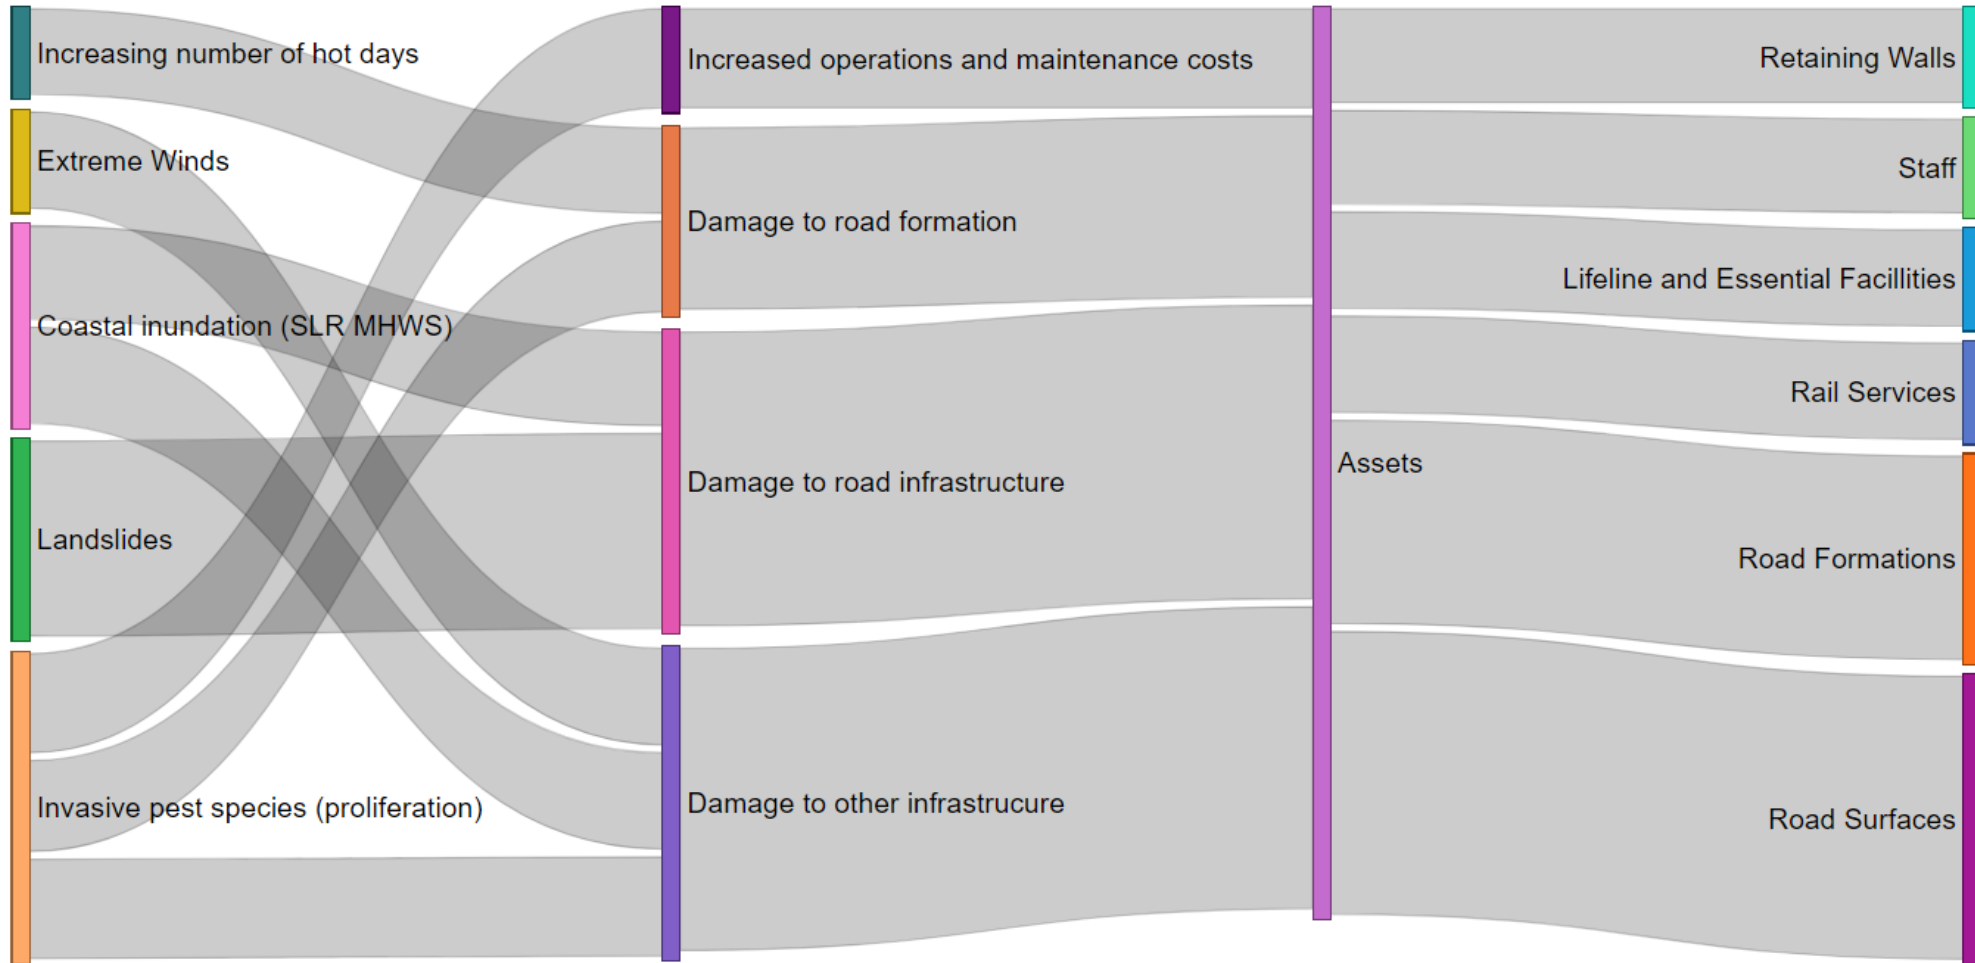 Increasing number of hot days
Extreme Winds
Coastal inundation (SLR MHWS)
Landslides
Invasive pest species (proliferation)
Increased operations and maintenance costs
Damage to road formation
Damage to road infrastructure
Damage to other infrastrucure
Assets
Retaining Walls
Staff
Lifeline and Essential Facillities
Rail Services
Road Formations
Road Surfaces